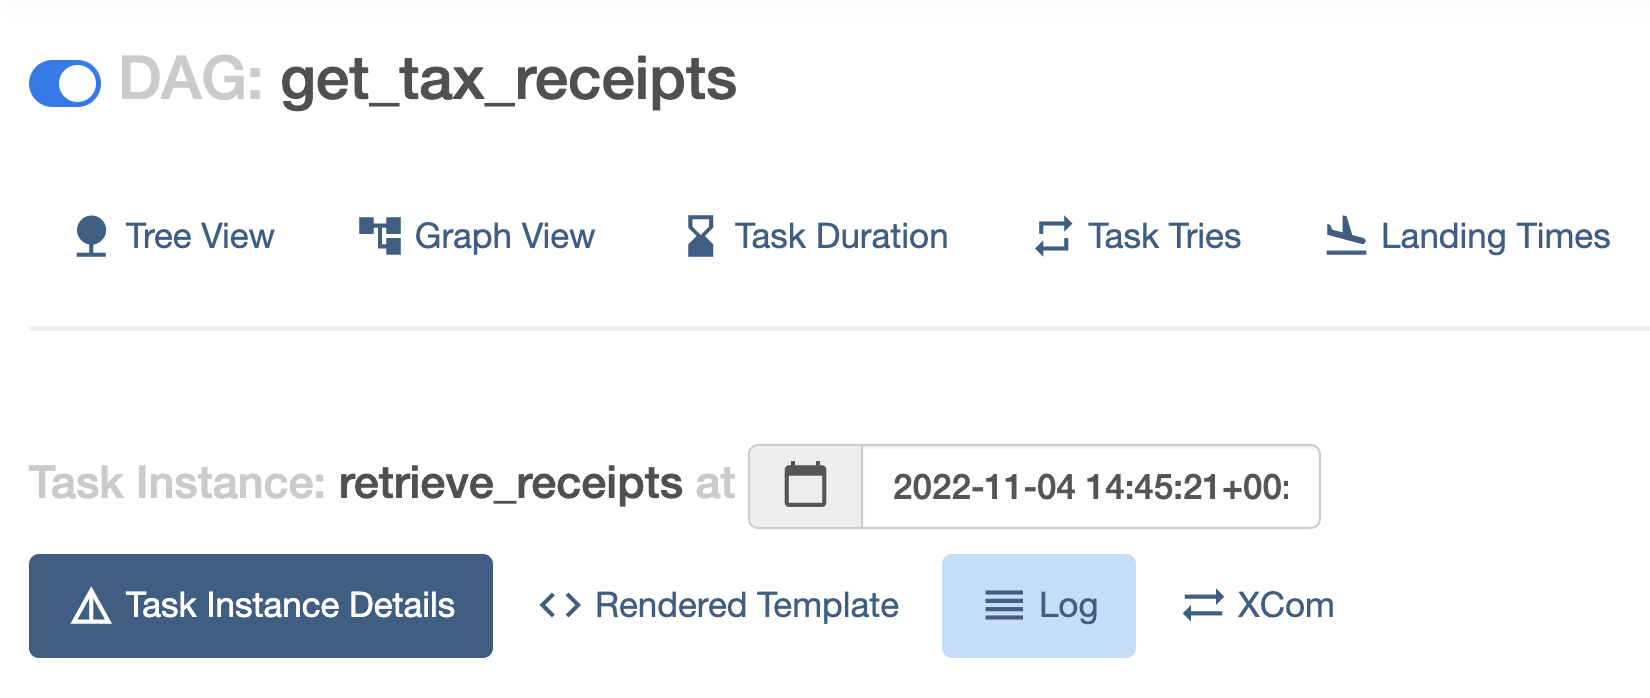 DAG: get_tax_receipts
Tree View Graph View Task Duration Task Tries Landing Times
Task Instance: retrieve_receipts at 2022-11-04 14:45:21+00:
Task Instance Details Rendered Template Log XCom